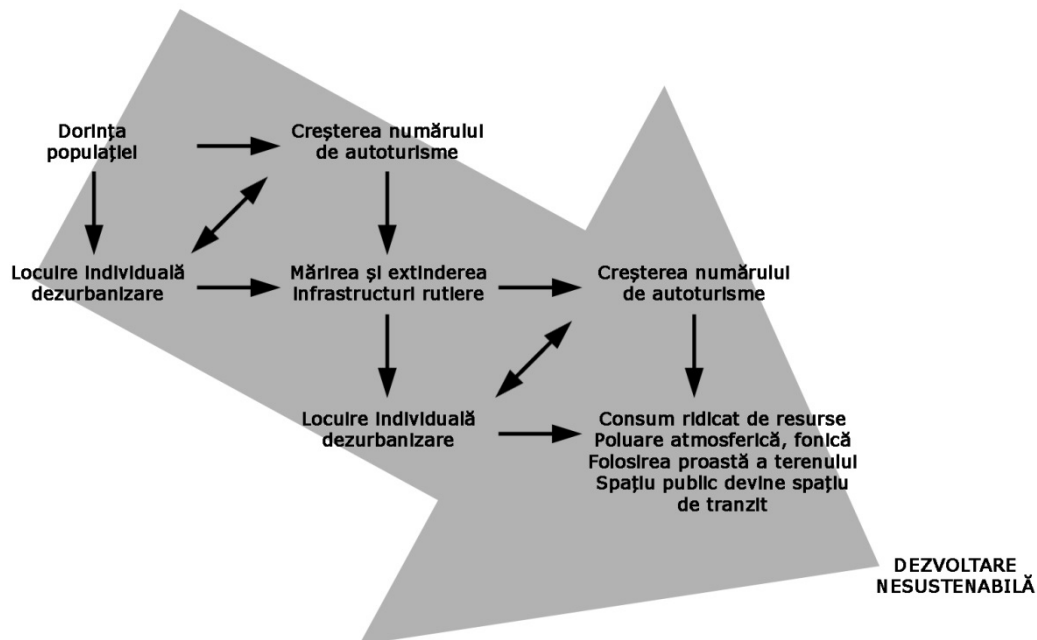 Dorința
populației
Creșterea numărului
de autoturisme
Locuire individuală
dezurbanizare
Mărirea și extinderea
infrastructuri rutiere
Creșterea numărului
de autoturisme
Locuire individuală
dezurbanizare
Consum ridicat de resurse
Poluare atmosferică, fonică
Folosirea proastă a terenului
Spațiu public devine spațiu
de tranzit
DEZVOLTARE
NESUSTENABILĂ